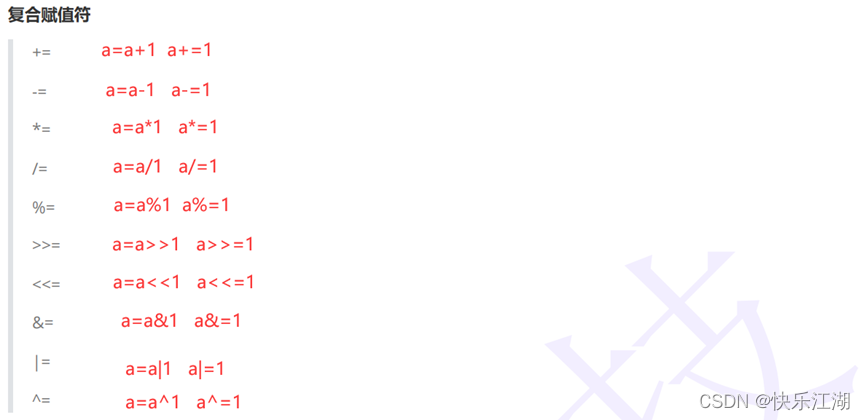 复合赋值符
+= a=a+1 a+=1
-= a=a-1 a-=1
*= a=a*1 a*=1
/= a=a/1 a/=1
%= a=a%1 a%=1
>>= a=a>>1 a>>=1
<<= a=a<<1 a<<=1
&= a=a&1 a&=1
|= a=a|1 a|=1
^= a=a^1 a^=1
CSDN @快乐江湖